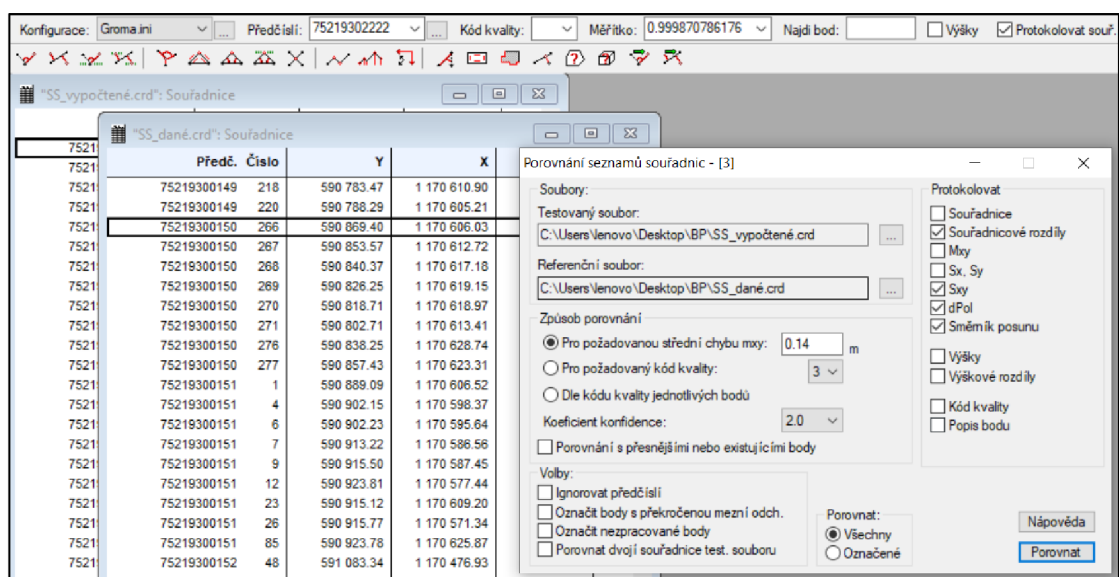 Konfigurace: Groma.ini ... Předčíslí: 75219302222 ... Kód kvality: Měřítko: 0.999870786176 Najdi bod: Výšky Protokolovat souř.
"SS_vypočtené.crd": Souřadnice
"SS_dané.crd": Souřadnice
Předč. Číslo Y X
75219300149 218 590 783.47 1 170 610.90
75219300149 220 590 788.29 1 170 605.21
75219300150 266 590 869.40 1 170 606.03
75219300150 267 590 853.57 1 170 612.72
75219300150 268 590 840.37 1 170 617.18
75219300150 269 590 826.25 1 170 619.15
75219300150 270 590 818.71 1 170 618.97
75219300150 271 590 802.71 1 170 613.41
75219300150 276 590 838.25 1 170 628.74
75219300150 277 590 857.43 1 170 623.31
75219300151 1 590 889.09 1 170 606.52
75219300151 4 590 902.15 1 170 598.37
75219300151 6 590 902.23 1 170 595.64
75219300151 7 590 913.22 1 170 586.56
75219300151 9 590 915.50 1 170 587.45
75219300151 12 590 923.81 1 170 577.44
75219300151 23 590 915.12 1 170 609.20
75219300151 26 590 915.77 1 170 571.34
75219300151 85 590 923.78 1 170 625.87
75219300152 48 591 083.34 1 170 476.93
Porovnání seznamů souřadnic - [3]
Soubory:
Testovaný soubor:
C:\Users\lenovo\Desktop\BP\SS_vypočtené.crd ...
Referenční soubor:
C:\Users\lenovo\Desktop\BP\SS_dané.crd ...
Způsob porovnání
Pro požadovanou střední chybu mxy: 0.14 m
Pro požadovaný kód kvality: 3
Dle kódu kvality jednotlivých bodů
Koeficient konfidence: 2.0
Porovnání s přesnějšími nebo existujícími body
Volby:
Ignorovat předčíslí
Označit body s překročenou mezní odch.
Označit nezpracované body
Porovnat dvojí souřadnice test. souboru
Porovnat:
Všechny
Označené
Protokolovat
Souřadnice
Souřadnicové rozdíly
Mxy
Sx, Sy
Sxy
dPol
Směrník posunu
Výšky
Výškové rozdíly
Kód kvality
Popis bodu
Nápověda
Porovnat